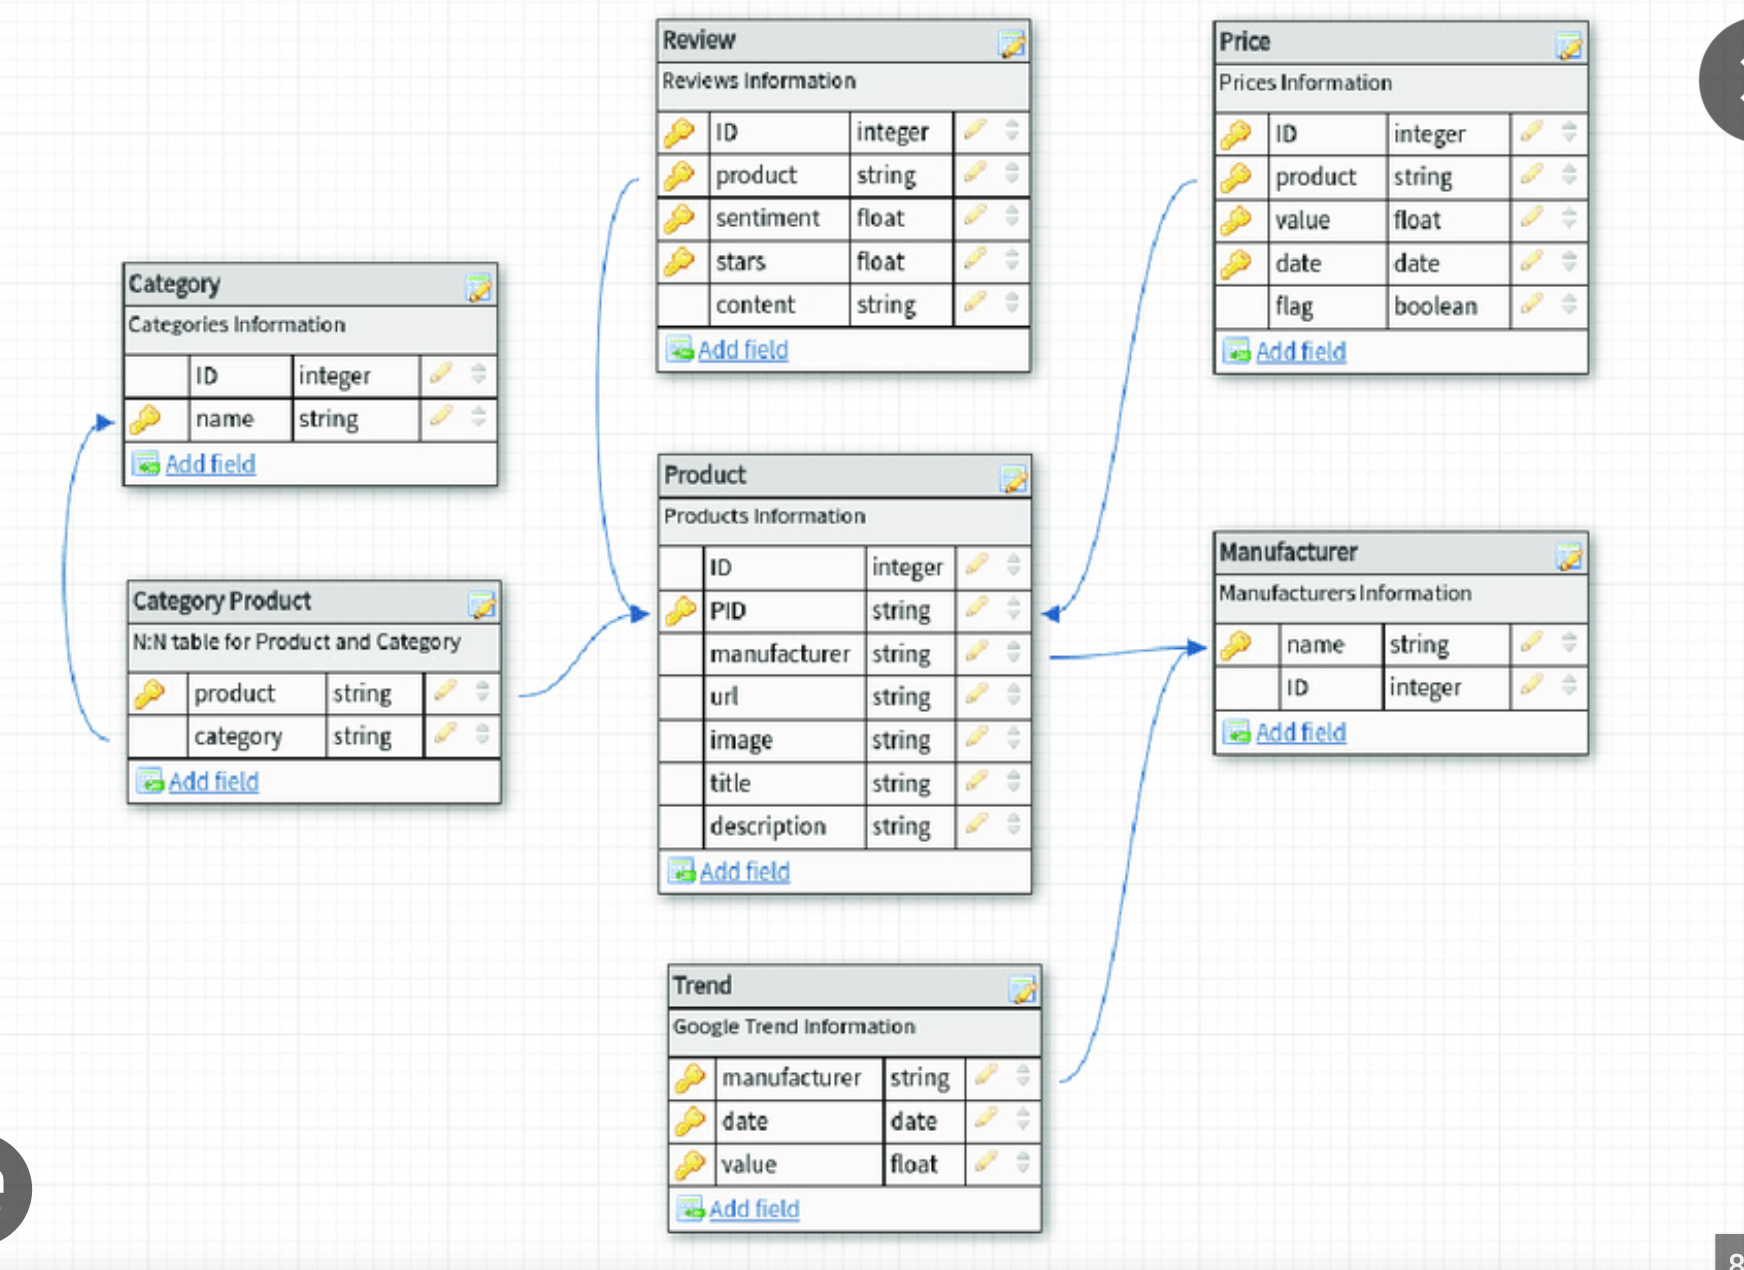 Review
Reviews Information
ID integer
product string
sentiment float
stars float
content string
Add field
Price
Prices Information
ID integer
product string
value float
date date
flag boolean
Add field
Category
Categories Information
ID integer
name string
Add field
Category Product
N:N table for Product and Category
product string
category string
Add field
Product
Products Information
ID integer
PID string
manufacturer string
url string
image string
title string
description string
Add field
Manufacturer
Manufacturers Information
name string
ID integer
Add field
Trend
Google Trend Information
manufacturer string
date date
value float
Add field
8